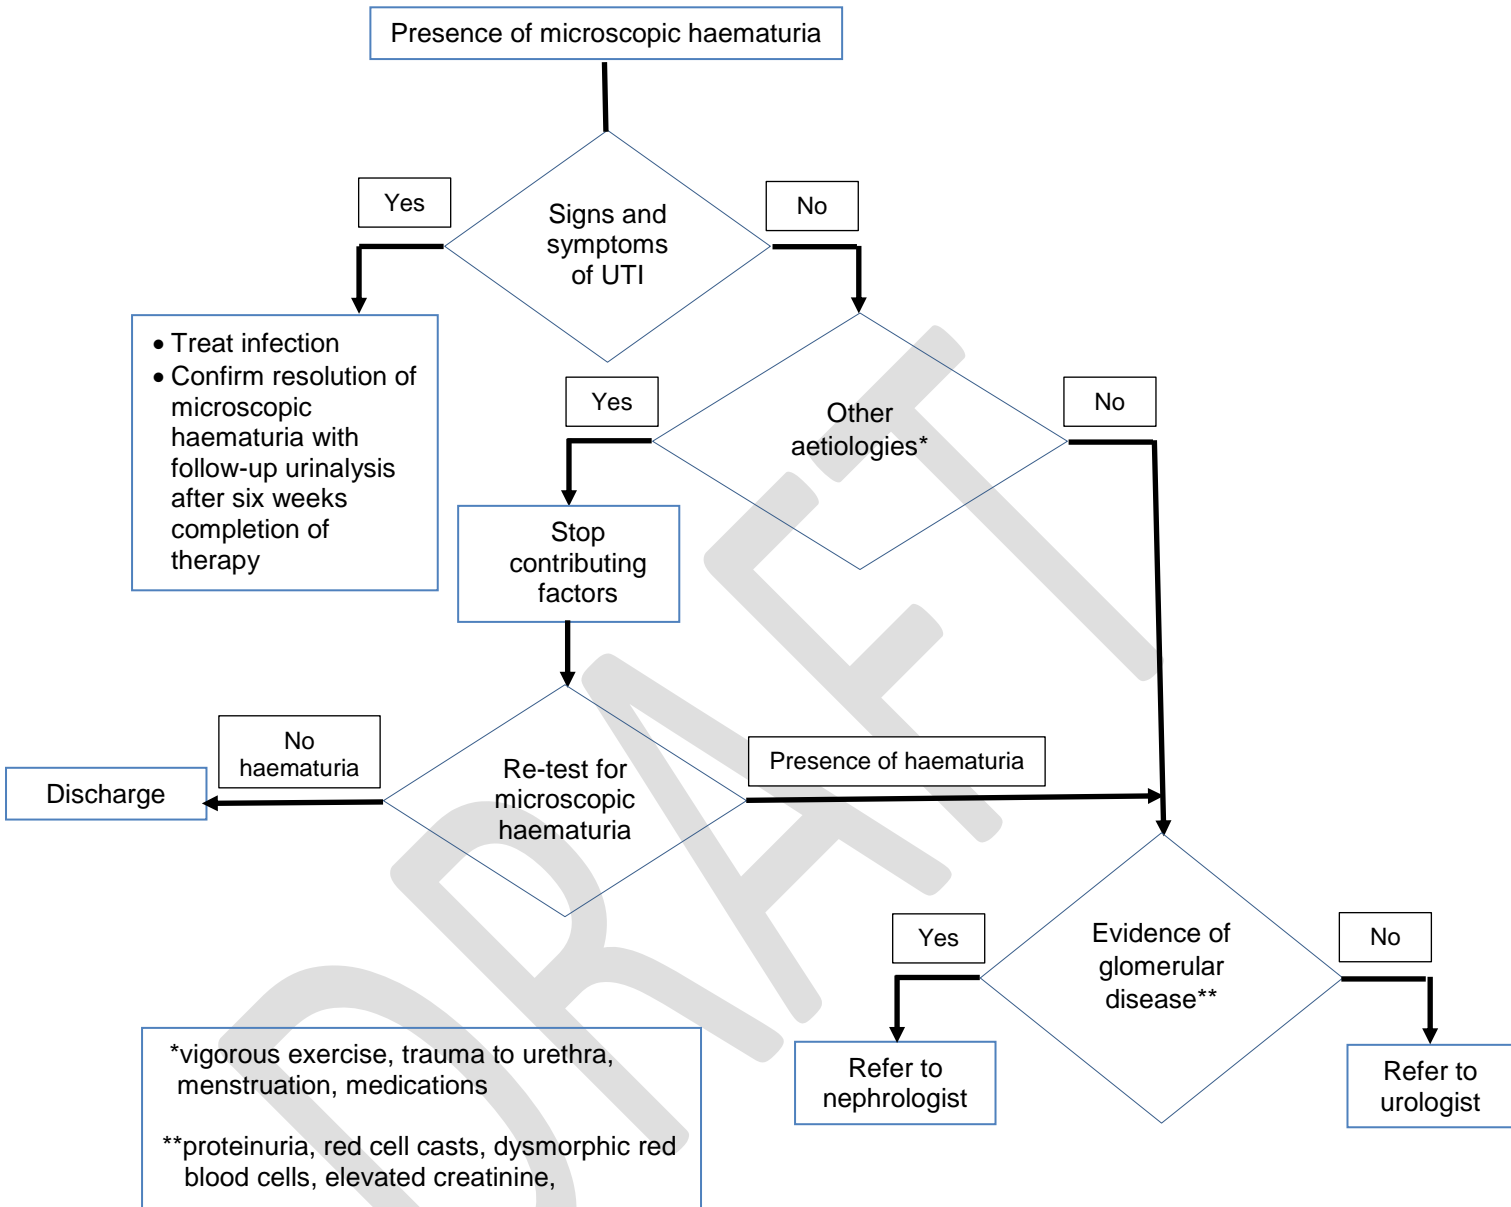 Presence of microscopic haematuria
Yes
Signs and
symptoms
of UTI
No
• Treat infection
• Confirm resolution of
microscopic
haematuria with
follow-up urinalysis
after six weeks
completion of
therapy
Yes
Other
aetiologies*
No
Stop
contributing
factors
No
haematuria
Re-test for
microscopic
haematuria
Presence of haematuria
Discharge
Yes
Evidence of
glomerular
disease**
No
Refer to
nephrologist
Refer to
urologist
*vigorous exercise, trauma to urethra,
menstruation, medications
**proteinuria, red cell casts, dysmorphic red
blood cells, elevated creatinine,
DRAFT